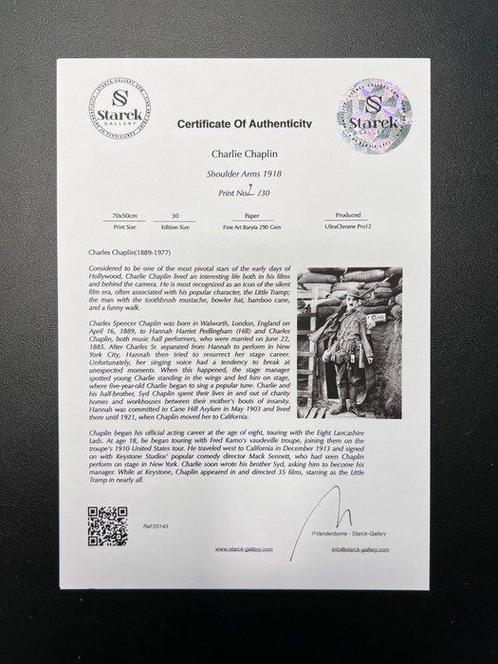 SS
Starck
GALLERY
SS
Starck
GALLERY
Certificate Of Authenticity
Charlie Chaplin
Shoulder Arms 1918
Print No 1 /30
70x50cm 30 Paper Produced
Print Size Edition Size Fine Art Baryta 290 Gsm UltraChrome Pro12
Charles Chaplin(1889-1977)
Considered to be one of the most pivotal stars of the early days of
Hollywood, Charlie Chaplin lived an interesting life both in his films
and behind the camera. He is most recognized as an icon of the silent
film era, often associated with his popular character, the Little Tramp;
the man with the toothbrush mustache, bowler hat, bamboo cane,
and a funny walk.
Charles Spencer Chaplin was born in Walworth, London, England on
April 16, 1889, to Hannah Harriet Pedlingham (Hill) and Charles
Chaplin, both music hall performers, who were married on June 22,
1885. After Charles Sr. separated from Hannah to perform in New
York City, Hannah then tried to resurrect her stage career.
Unfortunately, her singing voice had a tendency to break at
unexpected moments. When this happened, the stage manager
spotted young Charlie standing in the wings and led him on stage,
where five-year-old Charlie began to sing a popular tune. Charlie and
his half-brother, Syd Chaplin spent their lives in and out of charity
homes and workhouses between their mother's bouts of insanity.
Hannah was committed to Cane Hill Asylum in May 1903 and lived
there until 1921, when Chaplin moved her to California.
Chaplin began his official acting career at the age of eight, touring with the Eight Lancashire
Lads. At age 18, he began touring with Fred Karno's vaudeville troupe, joining them on the
troupe's 1910 United States tour. He traveled west to California in December 1913 and signed
on with Keystone Studios' popular comedy director Mack Sennett, who had seen Chaplin
perform on stage in New York. Charlie soon wrote his brother Syd, asking him to become his
manager. While at Keystone, Chaplin appeared in and directed 35 films, starring as the Little
Tramp in nearly all.
Ref:20143
P.Vandenborre - Starck-Gallery
www.starck-gallery.com
info@starck-gallery.com